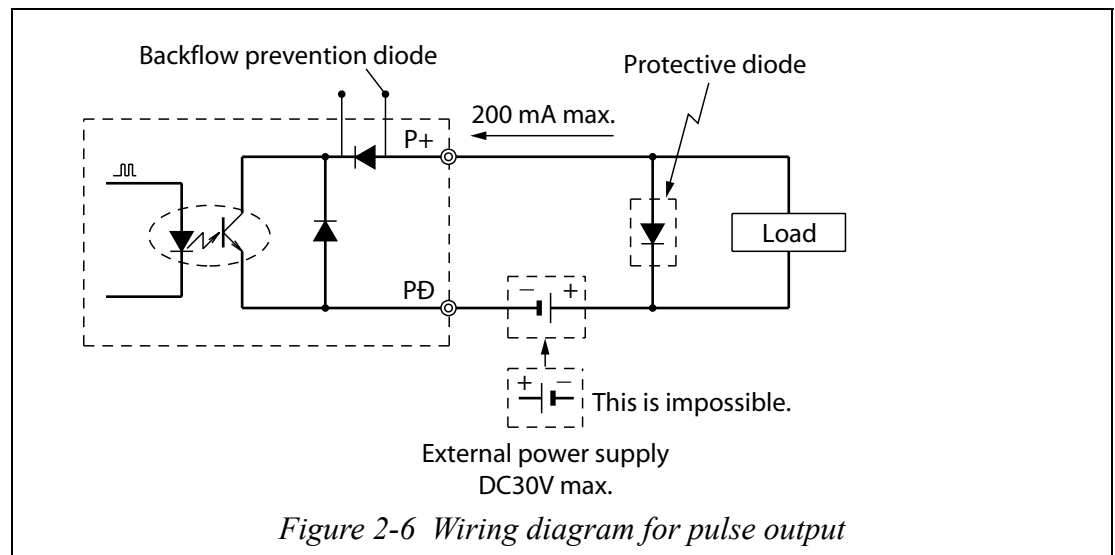 Backflow prevention diode
Protective diode
200 mA max.
P+
Load
PĐ
− +
+ −
This is impossible.
External power supply
DC30V max.
Figure 2-6 Wiring diagram for pulse output